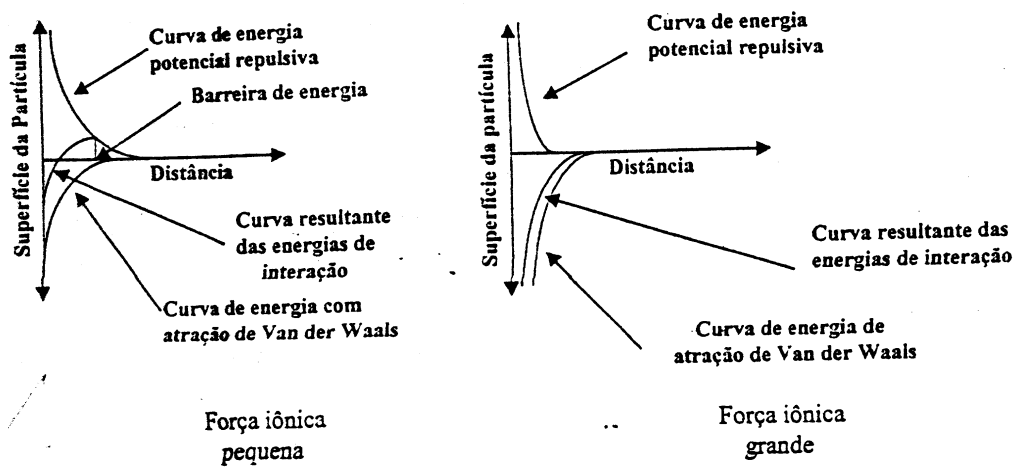 Superfície da Partícula
Curva de energia
potencial repulsiva
Barreira de energia
Distância
Curva resultante
das energias de
interação
Curva de energia com
atração de Van der Waals
Força iônica
pequena
Superfície da partícula
Curva de energia
potencial repulsiva
Distância
Curva resultante das
energias de interação
Curva de energia de
atração de Van der Waals
Força iônica
grande